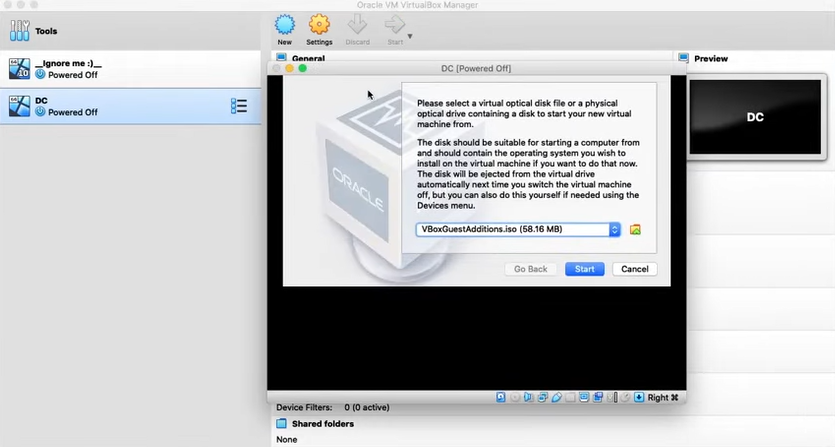 Oracle VM VirtualBox Manager
Tools
New
Settings
Discard
Start
__Ignore me :)__
Powered Off
DC
Powered Off
General
Preview
DC
DC [Powered Off]
ORACLE
Please select a virtual optical disk file or a physical
optical drive containing a disk to start your new virtual
machine from.
The disk should be suitable for starting a computer from
and should contain the operating system you wish to
install on the virtual machine if you want to do that now.
The disk will be ejected from the virtual drive
automatically next time you switch the virtual machine
off, but you can also do this yourself if needed using the
Devices menu.
VBoxGuestAdditions.iso (58.16 MB)
Go Back
Start
Cancel
Right ⌘
Device Filters: 0 (0 active)
Shared folders
None